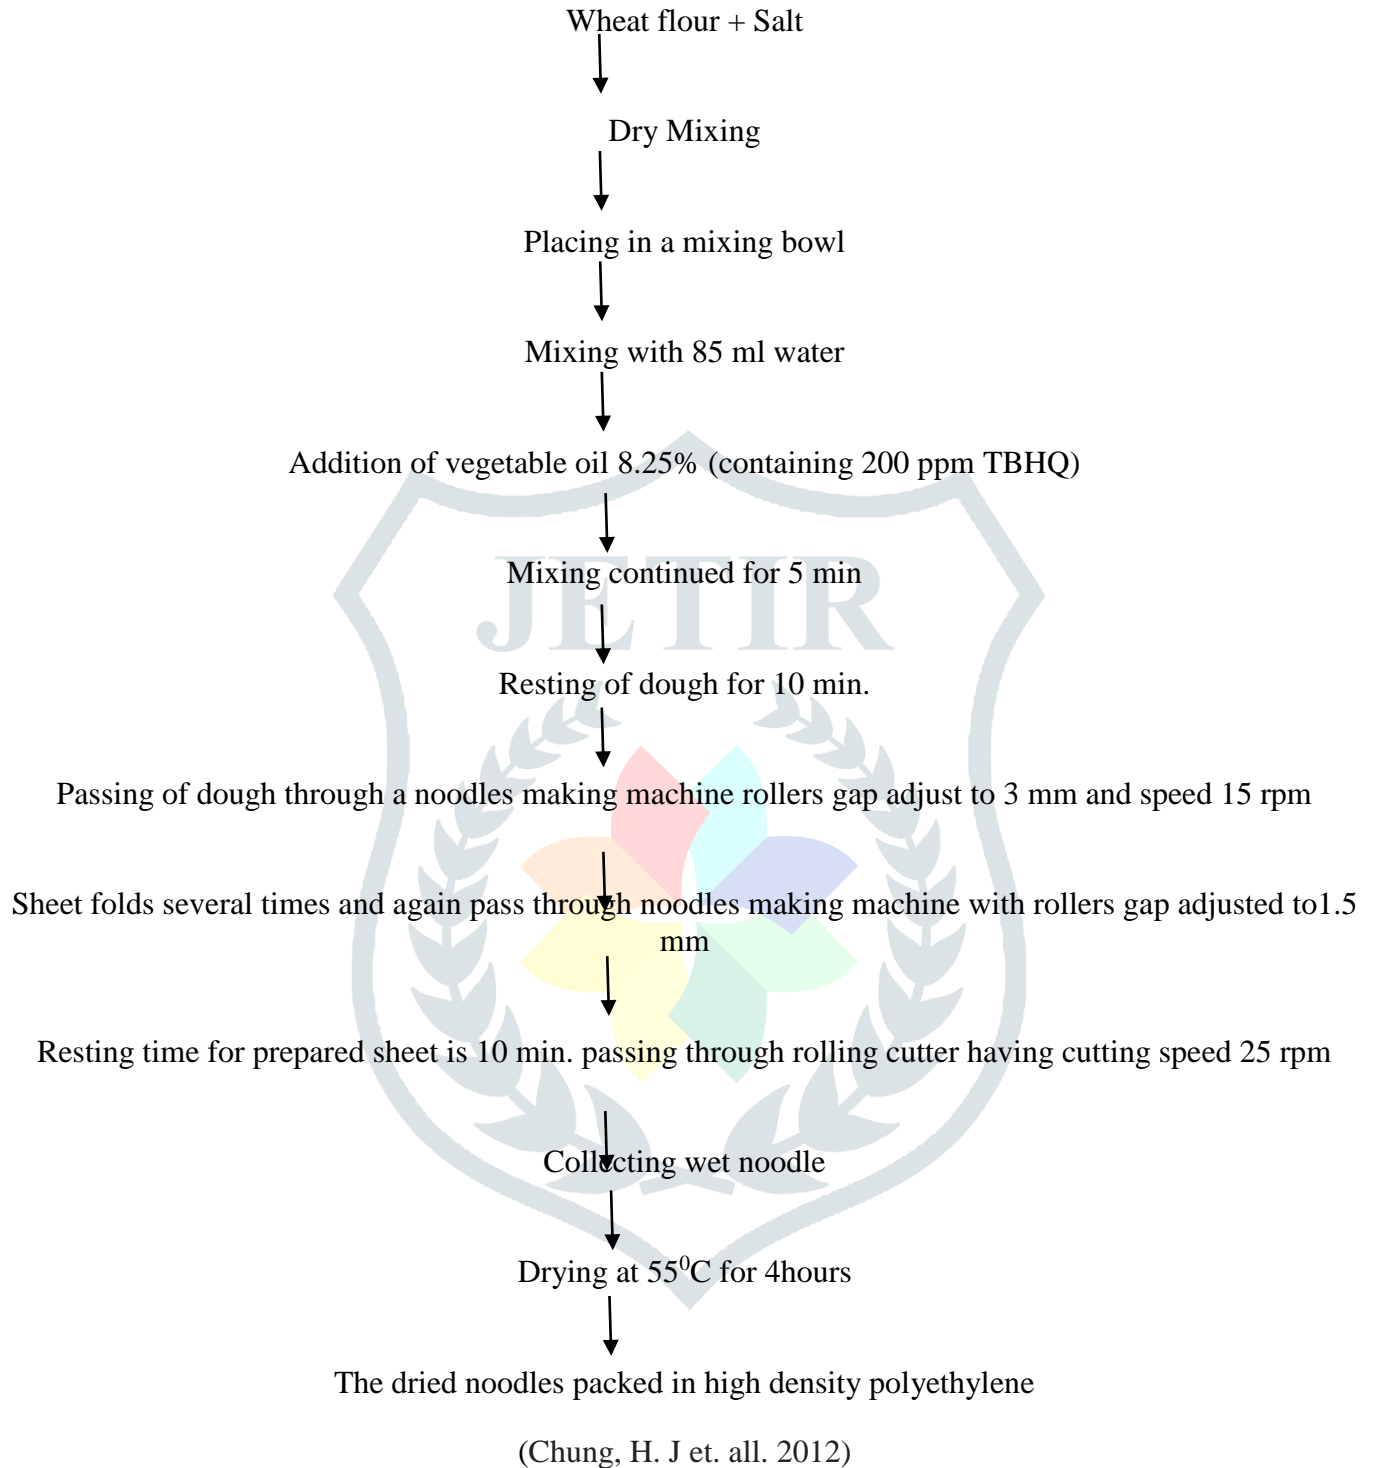 Wheat flour + Salt
Dry Mixing
Placing in a mixing bowl
Mixing with 85 ml water
Addition of vegetable oil 8.25% (containing 200 ppm TBHQ)
JETIR
Mixing continued for 5 min
Resting of dough for 10 min.
Passing of dough through a noodles making machine rollers gap adjust to 3 mm and speed 15 rpm
Sheet folds several times and again pass through noodles making machine with rollers gap adjusted to1.5
mm
Resting time for prepared sheet is 10 min. passing through rolling cutter having cutting speed 25 rpm
Collecting wet noodle
Drying at 55⁰C for 4hours
The dried noodles packed in high density polyethylene
(Chung, H. J et. all. 2012)